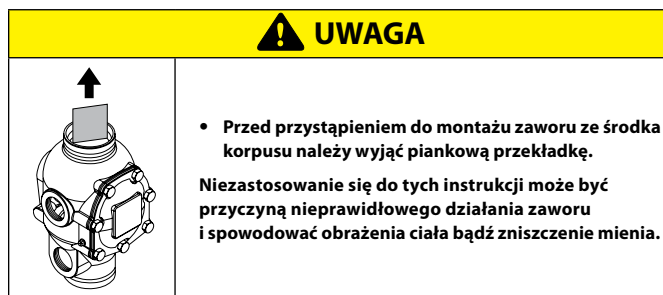 UWAGA
• Przed przystąpieniem do montażu zaworu ze środka
korpusu należy wyjąć piankową przekładkę.
Niezastosowanie się do tych instrukcji może być
przyczyną nieprawidłowego działania zaworu
i spowodować obrażenia ciała bądź zniszczenie mienia.